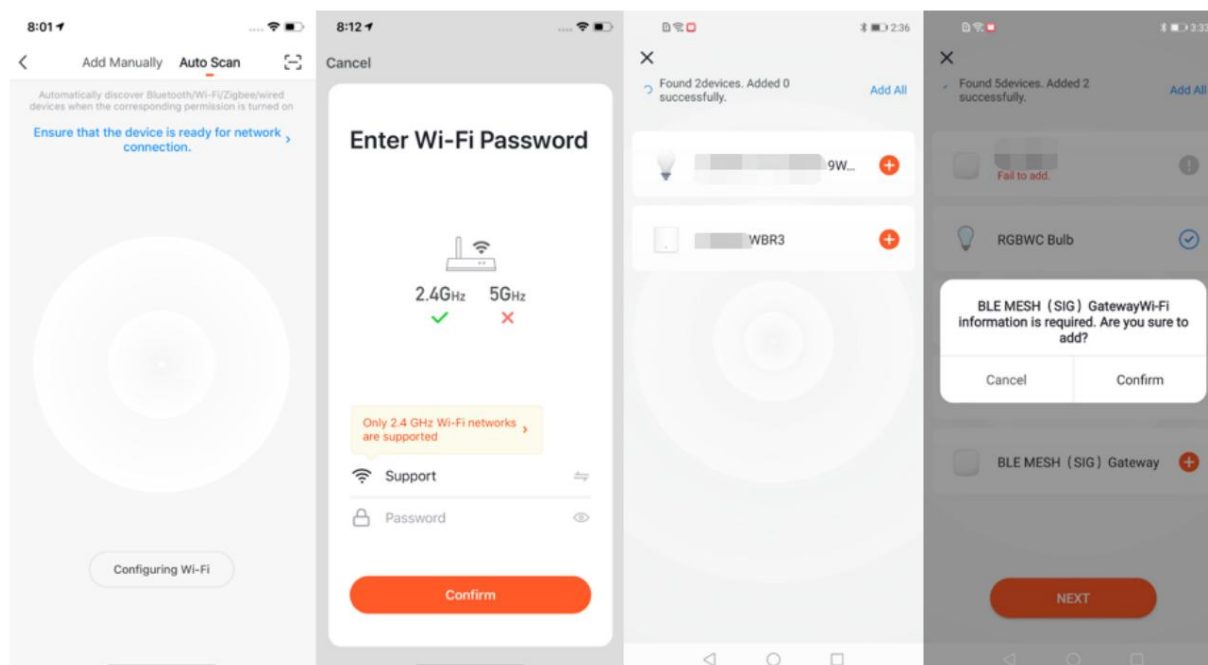 8:01
Add Manually Auto Scan
Automatically discover Bluetooth/Wi-Fi/Zigbee/wired
devices when the corresponding permission is turned on
Ensure that the device is ready for network
connection.
Configuring Wi-Fi
8:12
Cancel
Enter Wi-Fi Password
2.4GHz 5GHz
Only 2.4 GHz Wi-Fi networks
are supported
Support
Password
Confirm
2:36
Found 2devices. Added 0
successfully.
Add All
9W...
WBR3
3:33
Found 5devices. Added 2
successfully.
Add All
Fail to add.
RGBWC Bulb
BLE MESH（SIG）GatewayWi-Fi
information is required. Are you sure to
add?
Cancel Confirm
BLE MESH（SIG）Gateway
NEXT